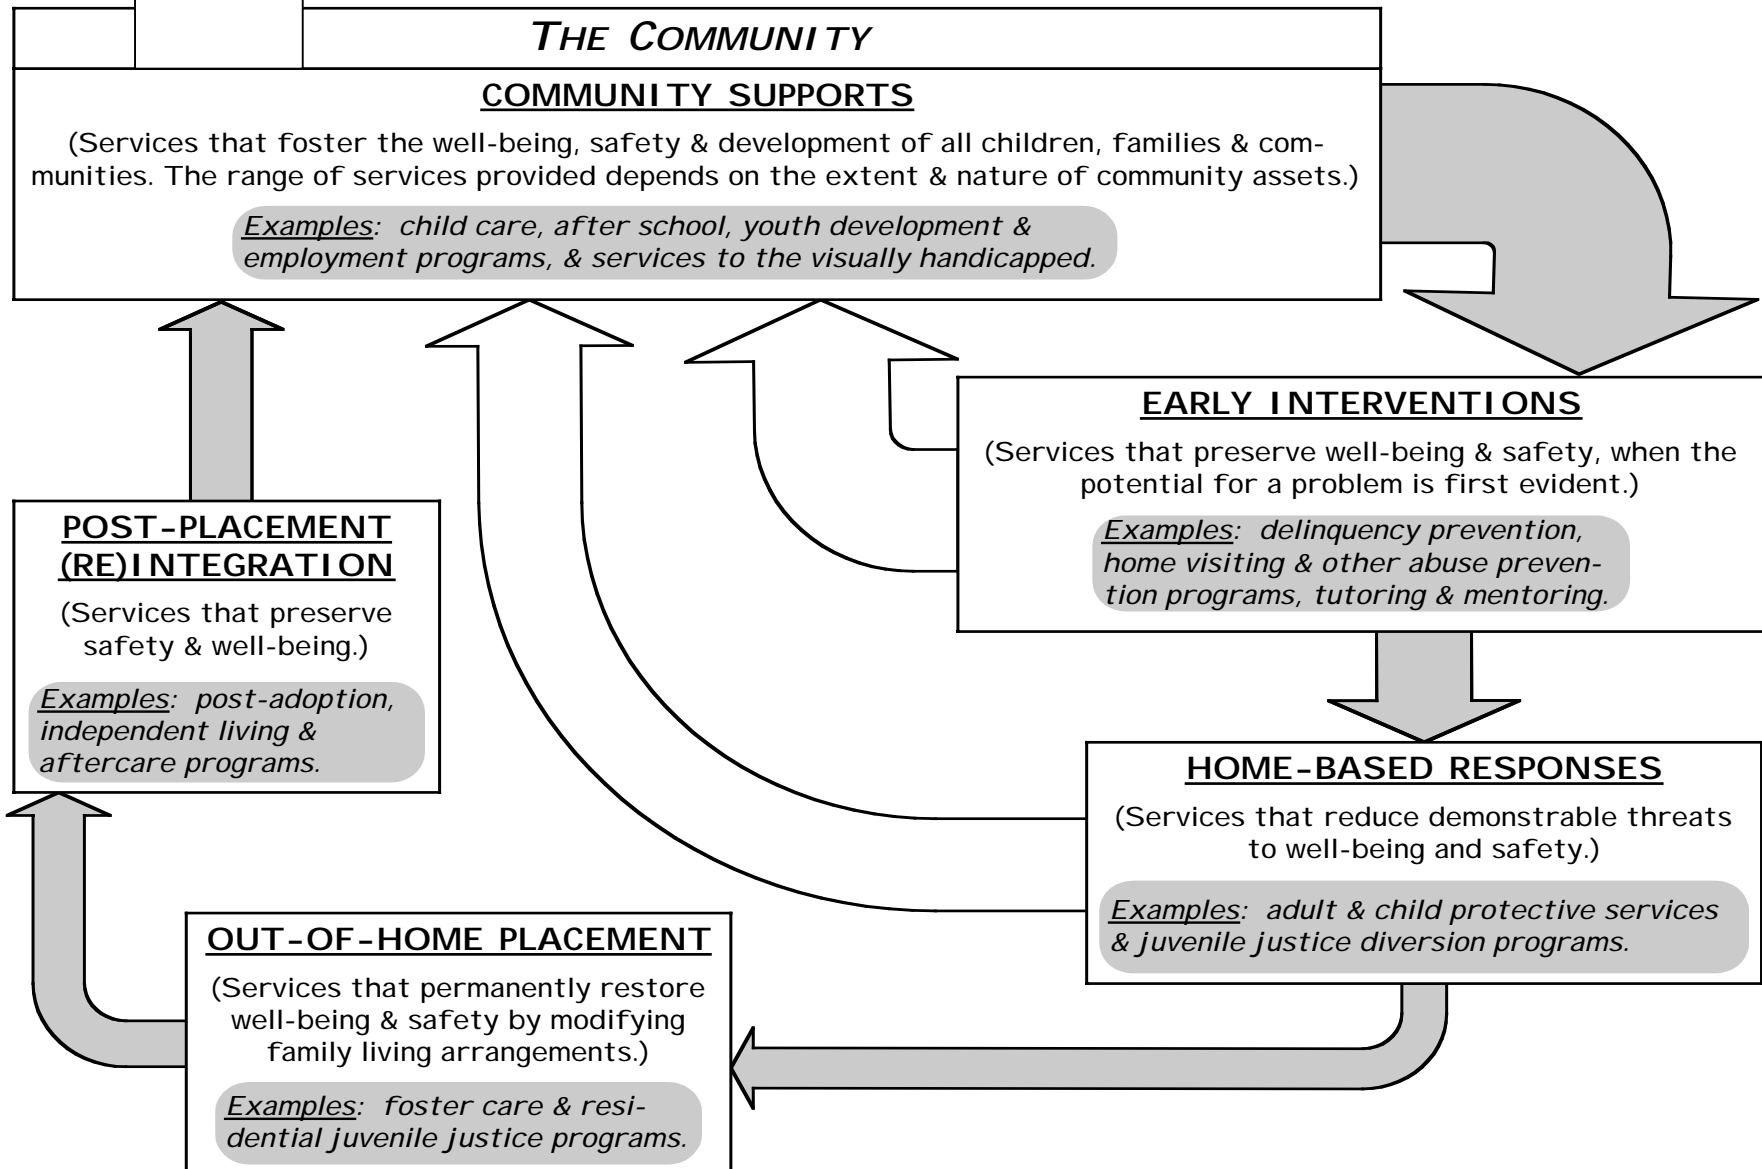 THE COMMUNITY
COMMUNITY SUPPORTS
(Services that foster the well-being, safety & development of all children, families & com-
munities. The range of services provided depends on the extent & nature of community assets.)
Examples: child care, after school, youth development &
employment programs, & services to the visually handicapped.
EARLY INTERVENTIONS
(Services that preserve well-being & safety, when the
potential for a problem is first evident.)
Examples: delinquency prevention,
home visiting & other abuse preven-
tion programs, tutoring & mentoring.
HOME-BASED RESPONSES
(Services that reduce demonstrable threats
to well-being and safety.)
Examples: adult & child protective services
& juvenile justice diversion programs.
OUT-OF-HOME PLACEMENT
(Services that permanently restore
well-being & safety by modifying
family living arrangements.)
Examples: foster care & resi-
dential juvenile justice programs.
POST-PLACEMENT
(RE)INTEGRATION
(Services that preserve
safety & well-being.)
Examples: post-adoption,
independent living &
aftercare programs.